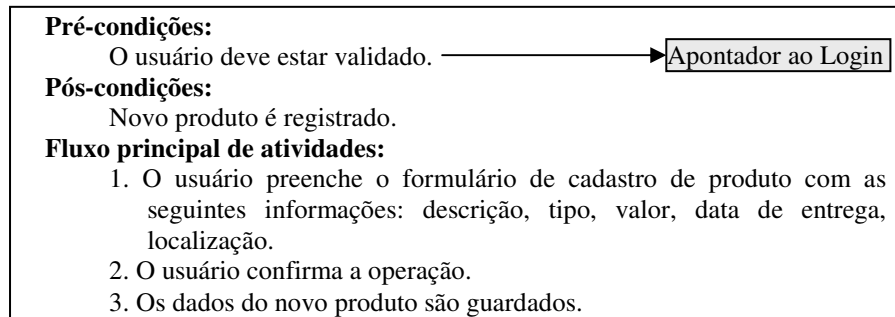 Pré-condições:
O usuário deve estar validado. Apontador ao Login
Pós-condições:
Novo produto é registrado.
Fluxo principal de atividades:
1. O usuário preenche o formulário de cadastro de produto com as
seguintes informações: descrição, tipo, valor, data de entrega,
localização.
2. O usuário confirma a operação.
3. Os dados do novo produto são guardados.